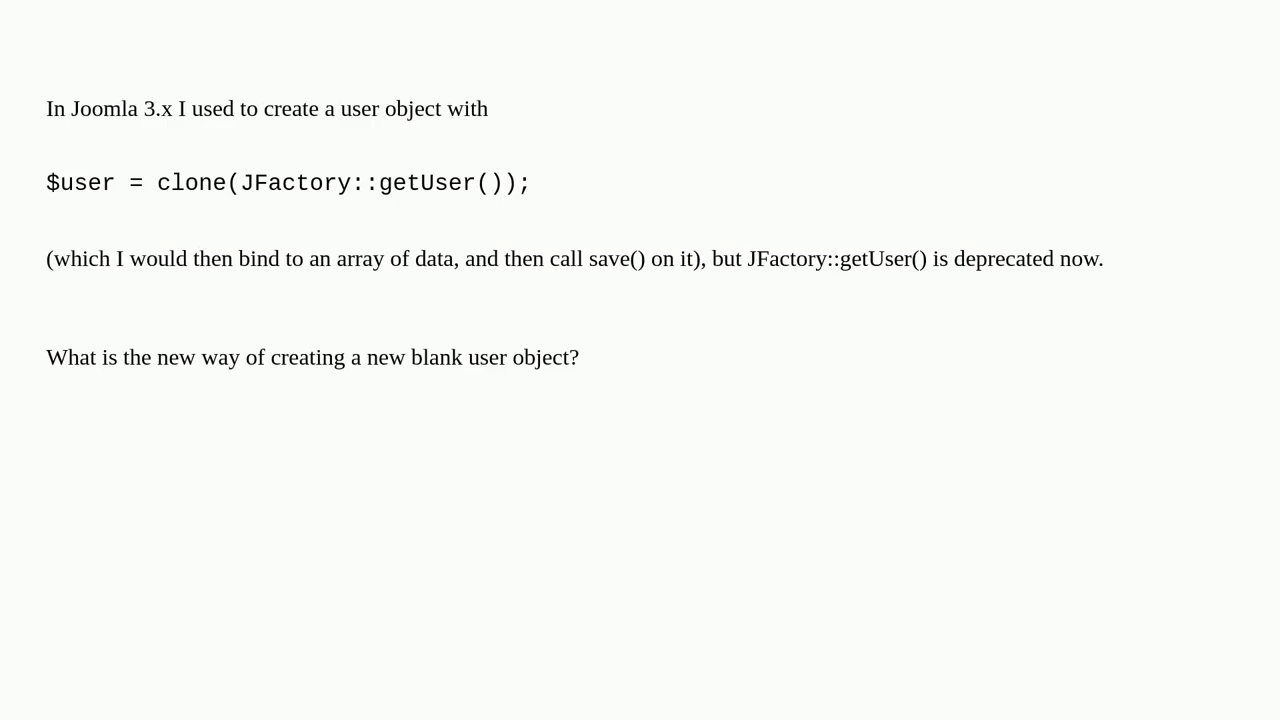 In Joomla 3.x I used to create a user object with
$user = clone(JFactory::getUser());
(which I would then bind to an array of data, and then call save() on it), but JFactory::getUser() is deprecated now.
What is the new way of creating a new blank user object?